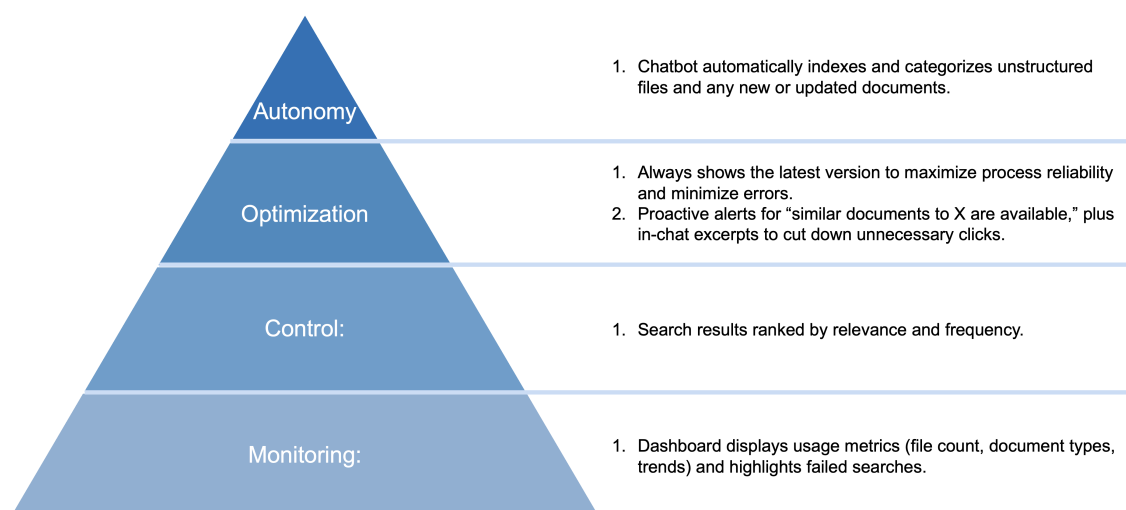 Autonomy
1. Chatbot automatically indexes and categorizes unstructured
files and any new or updated documents.
Optimization
1. Always shows the latest version to maximize process reliability
and minimize errors.
2. Proactive alerts for “similar documents to X are available,” plus
in-chat excerpts to cut down unnecessary clicks.
Control:
1. Search results ranked by relevance and frequency.
Monitoring:
1. Dashboard displays usage metrics (file count, document types,
trends) and highlights failed searches.